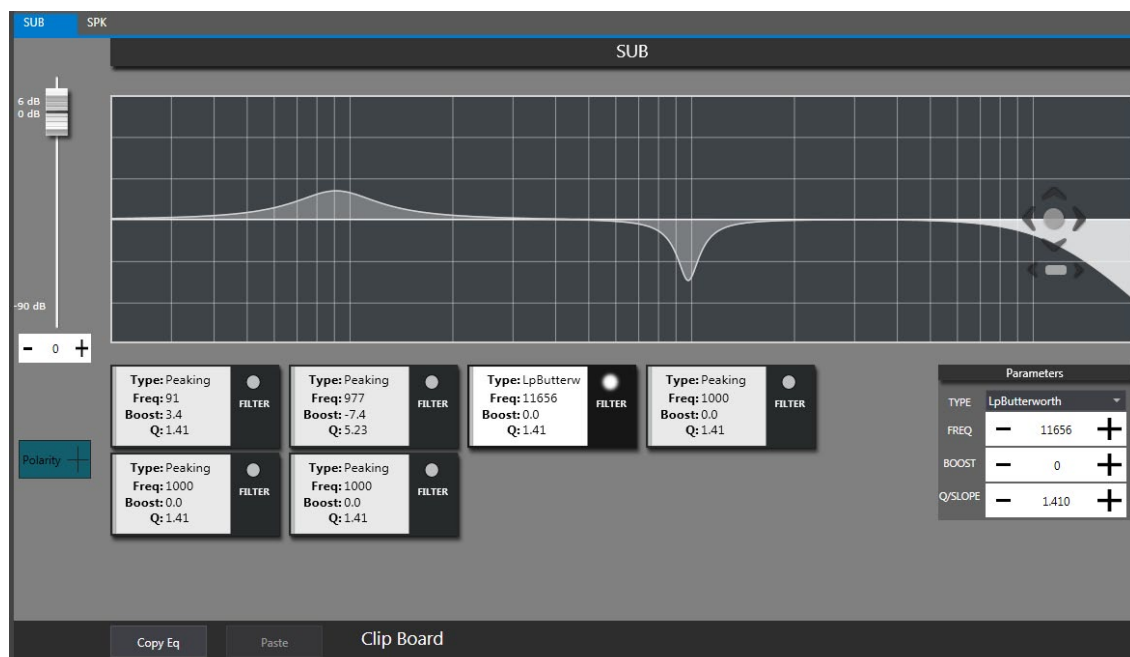 SUB SPK
SUB
6 dB
0 dB
-90 dB
- 0 +
Polarity +
Type: Peaking
Freq: 91
Boost: 3.4
Q: 1.41
FILTER
Type: Peaking
Freq: 977
Boost: -7.4
Q: 5.23
FILTER
Type: LpButterw
Freq: 11656
Boost: 0.0
Q: 1.41
FILTER
Type: Peaking
Freq: 1000
Boost: 0.0
Q: 1.41
FILTER
Type: Peaking
Freq: 1000
Boost: 0.0
Q: 1.41
FILTER
Type: Peaking
Freq: 1000
Boost: 0.0
Q: 1.41
FILTER
Parameters
TYPE LpButterworth
FREQ - 11656 +
BOOST - 0 +
Q/SLOPE - 1.410 +
Copy Eq Paste Clip Board